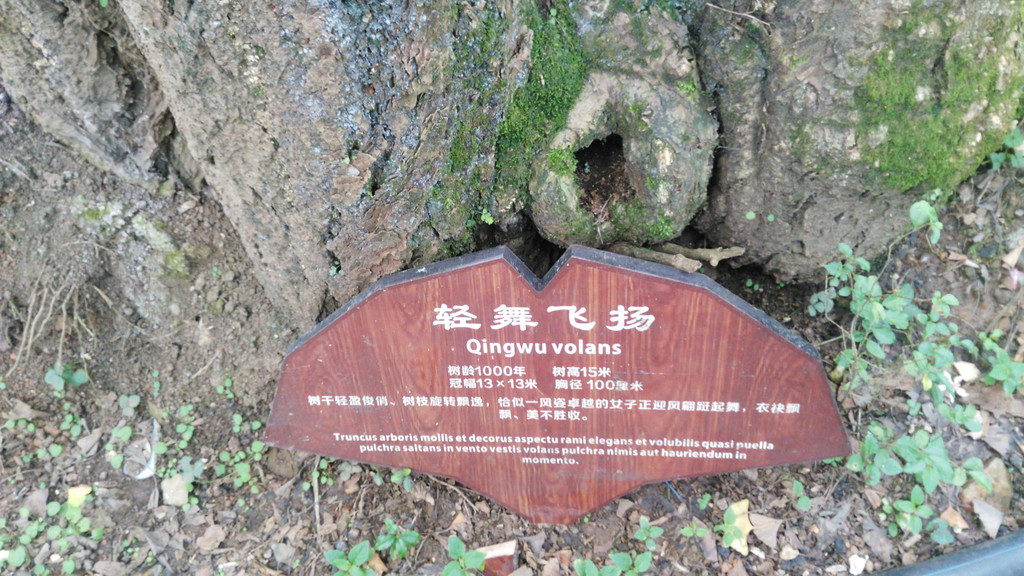 轻舞飞扬
Qingwu volans
树龄1000年 树高15米
冠幅13×13米 胸径 100厘米
树干轻盈俊俏、树枝旋转飘逸，恰似一风姿卓越的女子正迎风翩跹起舞，衣袂飘
飘、美不胜收。
Truncus arboris mollis et decorus aspectu rami elegans et volubilis quasi puella
pulchra saltans in vento vestis volans pulchra nimis aut hauriendum in
momento.